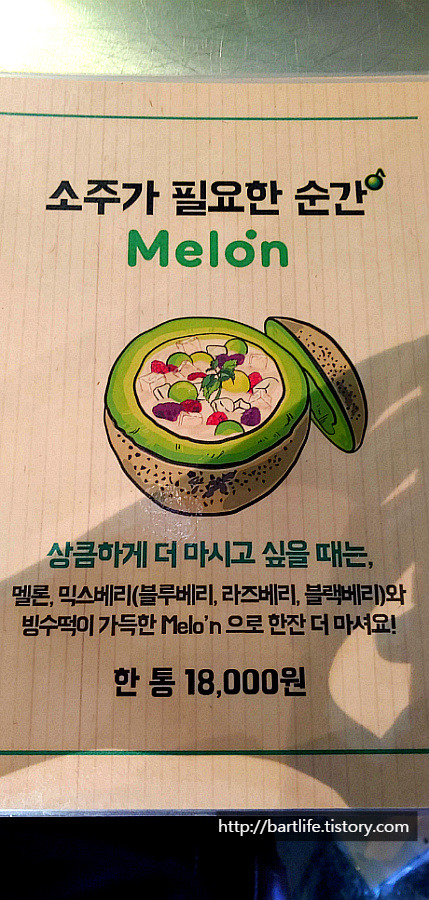 소주가 필요한 순간
Melo'n
상큼하게 더 마시고 싶을 때는,
멜론, 믹스베리(블루베리, 라즈베리, 블랙베리)와
빙수떡이 가득한 Melo'n 으로 한잔 더 마셔요!
한 통 18,000원
http://bartlife.tistory.com